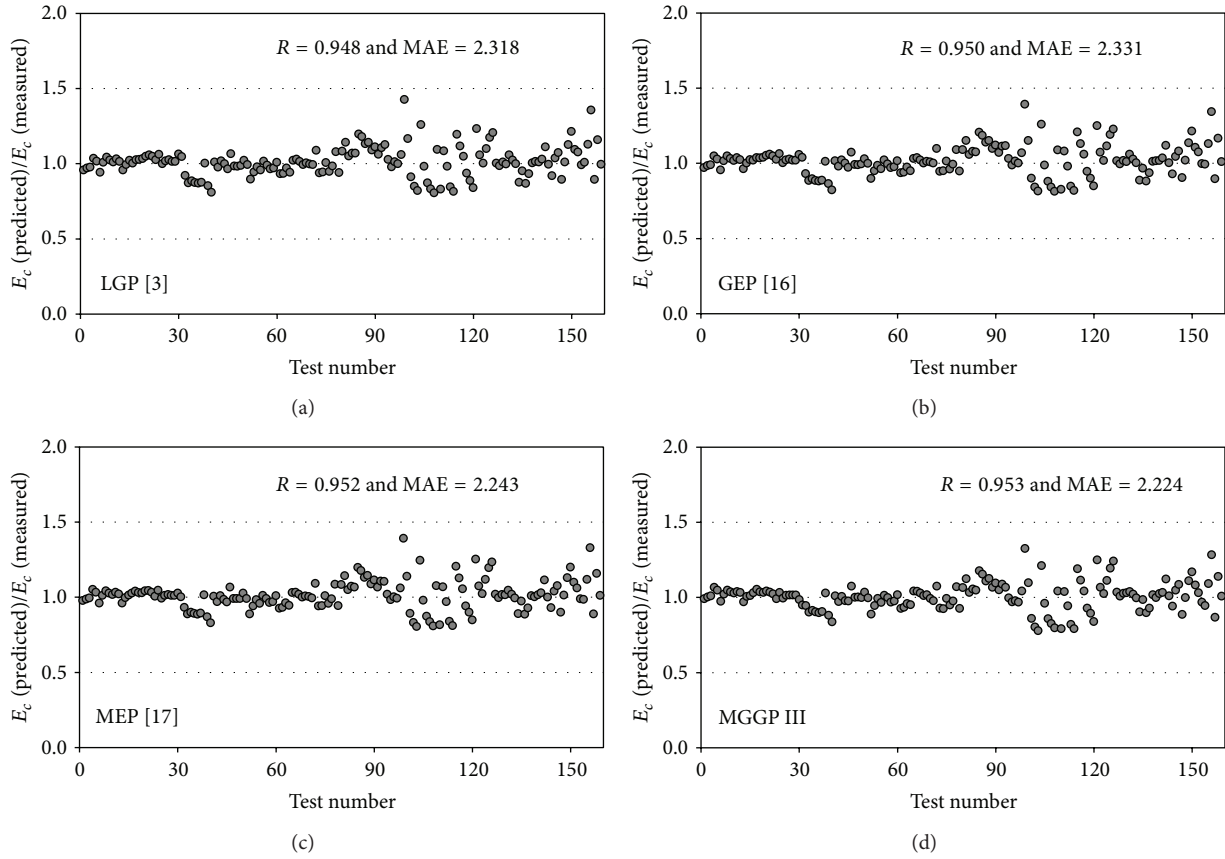 2.0
R = 0.948 and MAE = 2.318
1.5
1.0
0.5
0.0
E_c (predicted)/E_c (measured)
LGP [3]
0 30 60 90 120 150
Test number
(a)
2.0
R = 0.950 and MAE = 2.331
1.5
1.0
0.5
0.0
E_c (predicted)/E_c (measured)
GEP [16]
0 30 60 90 120 150
Test number
(b)
2.0
R = 0.952 and MAE = 2.243
1.5
1.0
0.5
0.0
E_c (predicted)/E_c (measured)
MEP [17]
0 30 60 90 120 150
Test number
(c)
2.0
R = 0.953 and MAE = 2.224
1.5
1.0
0.5
0.0
E_c (predicted)/E_c (measured)
MGGP III
0 30 60 90 120 150
Test number
(d)